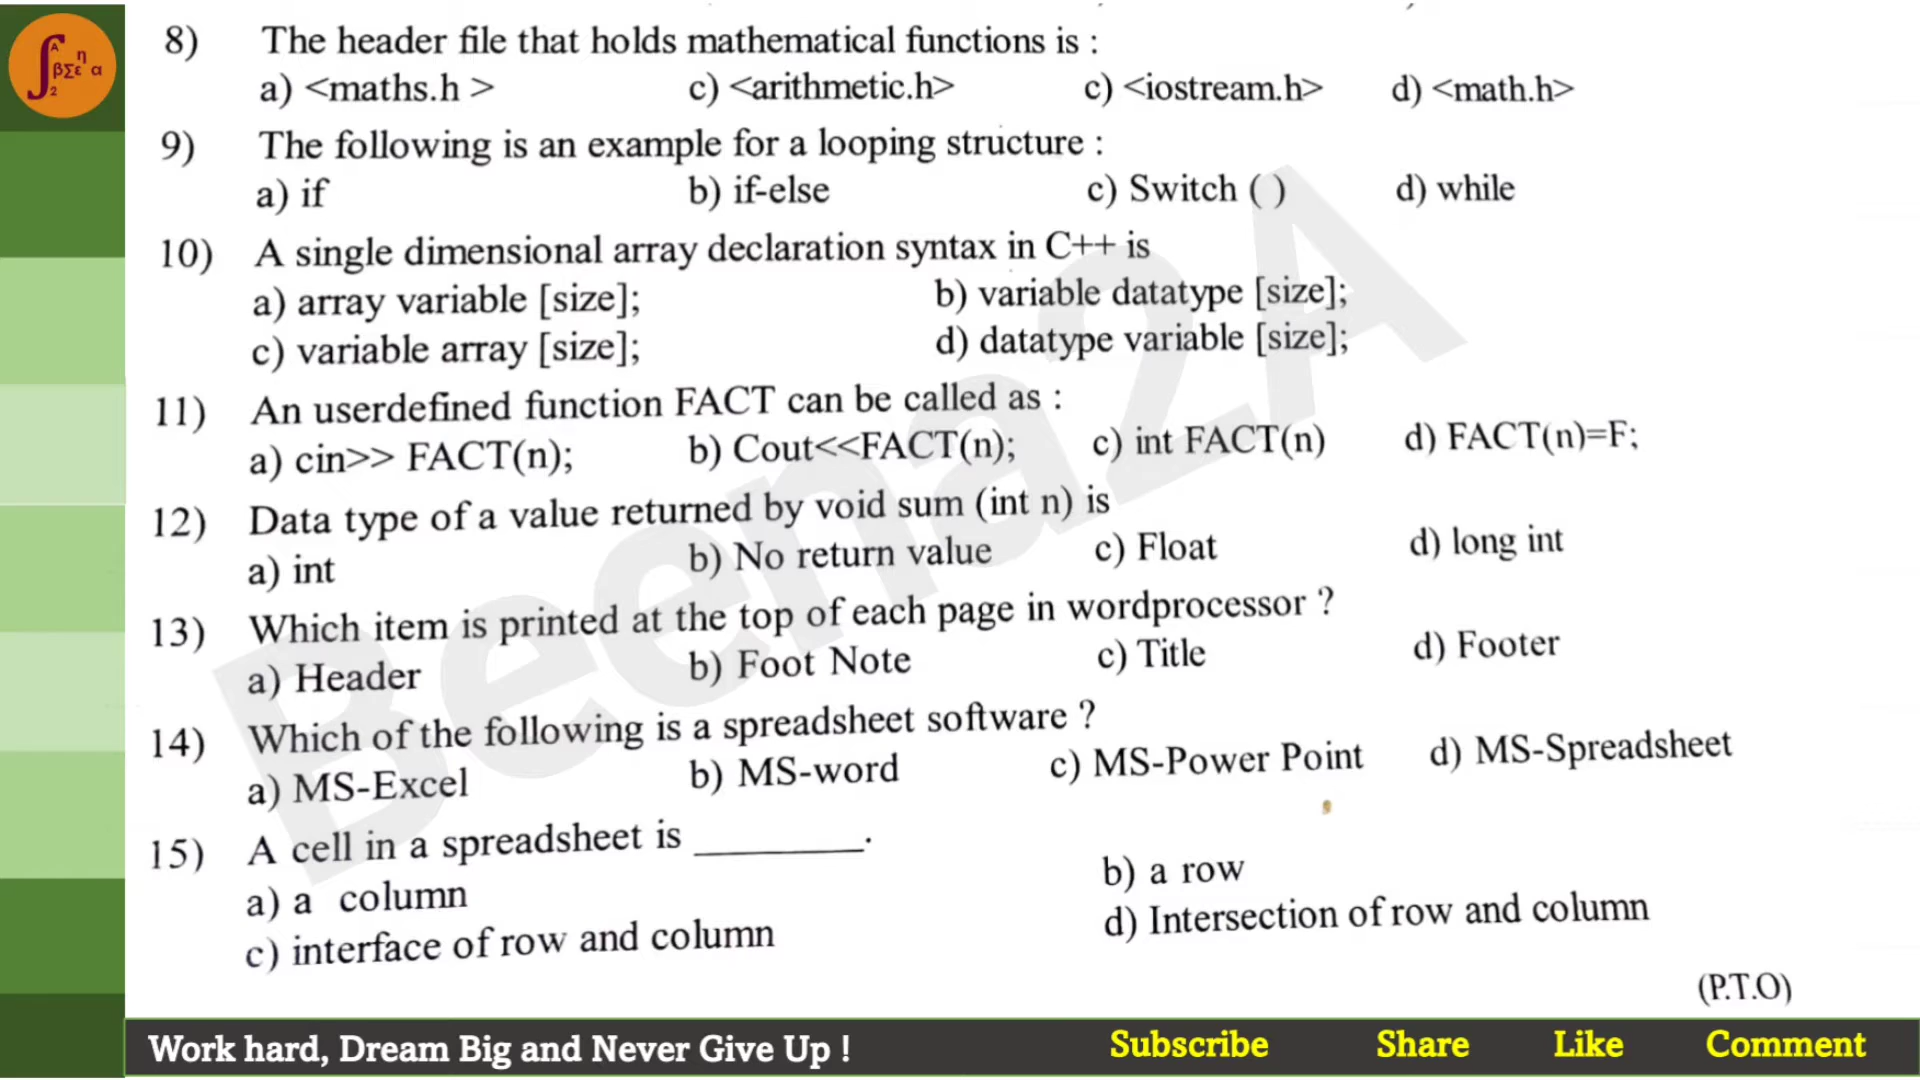 8) The header file that holds mathematical functions is :
a) <maths.h > c) <arithmetic.h> c) <iostream.h> d) <math.h>
9) The following is an example for a looping structure :
a) if b) if-else c) Switch ( ) d) while
10) A single dimensional array declaration syntax in C++ is
a) array variable [size]; b) variable datatype [size];
c) variable array [size]; d) datatype variable [size];
11) An userdefined function FACT can be called as :
a) cin>> FACT(n); b) Cout<<FACT(n); c) int FACT(n) d) FACT(n)=F;
12) Data type of a value returned by void sum (int n) is
a) int b) No return value c) Float d) long int
13) Which item is printed at the top of each page in wordprocessor ?
a) Header b) Foot Note c) Title d) Footer
14) Which of the following is a spreadsheet software ?
a) MS-Excel b) MS-word c) MS-Power Point d) MS-Spreadsheet
15) A cell in a spreadsheet is ________.
a) a column b) a row
c) interface of row and column d) Intersection of row and column
(P.T.O)
Beena2A
Work hard, Dream Big and Never Give Up ! Subscribe Share Like Comment